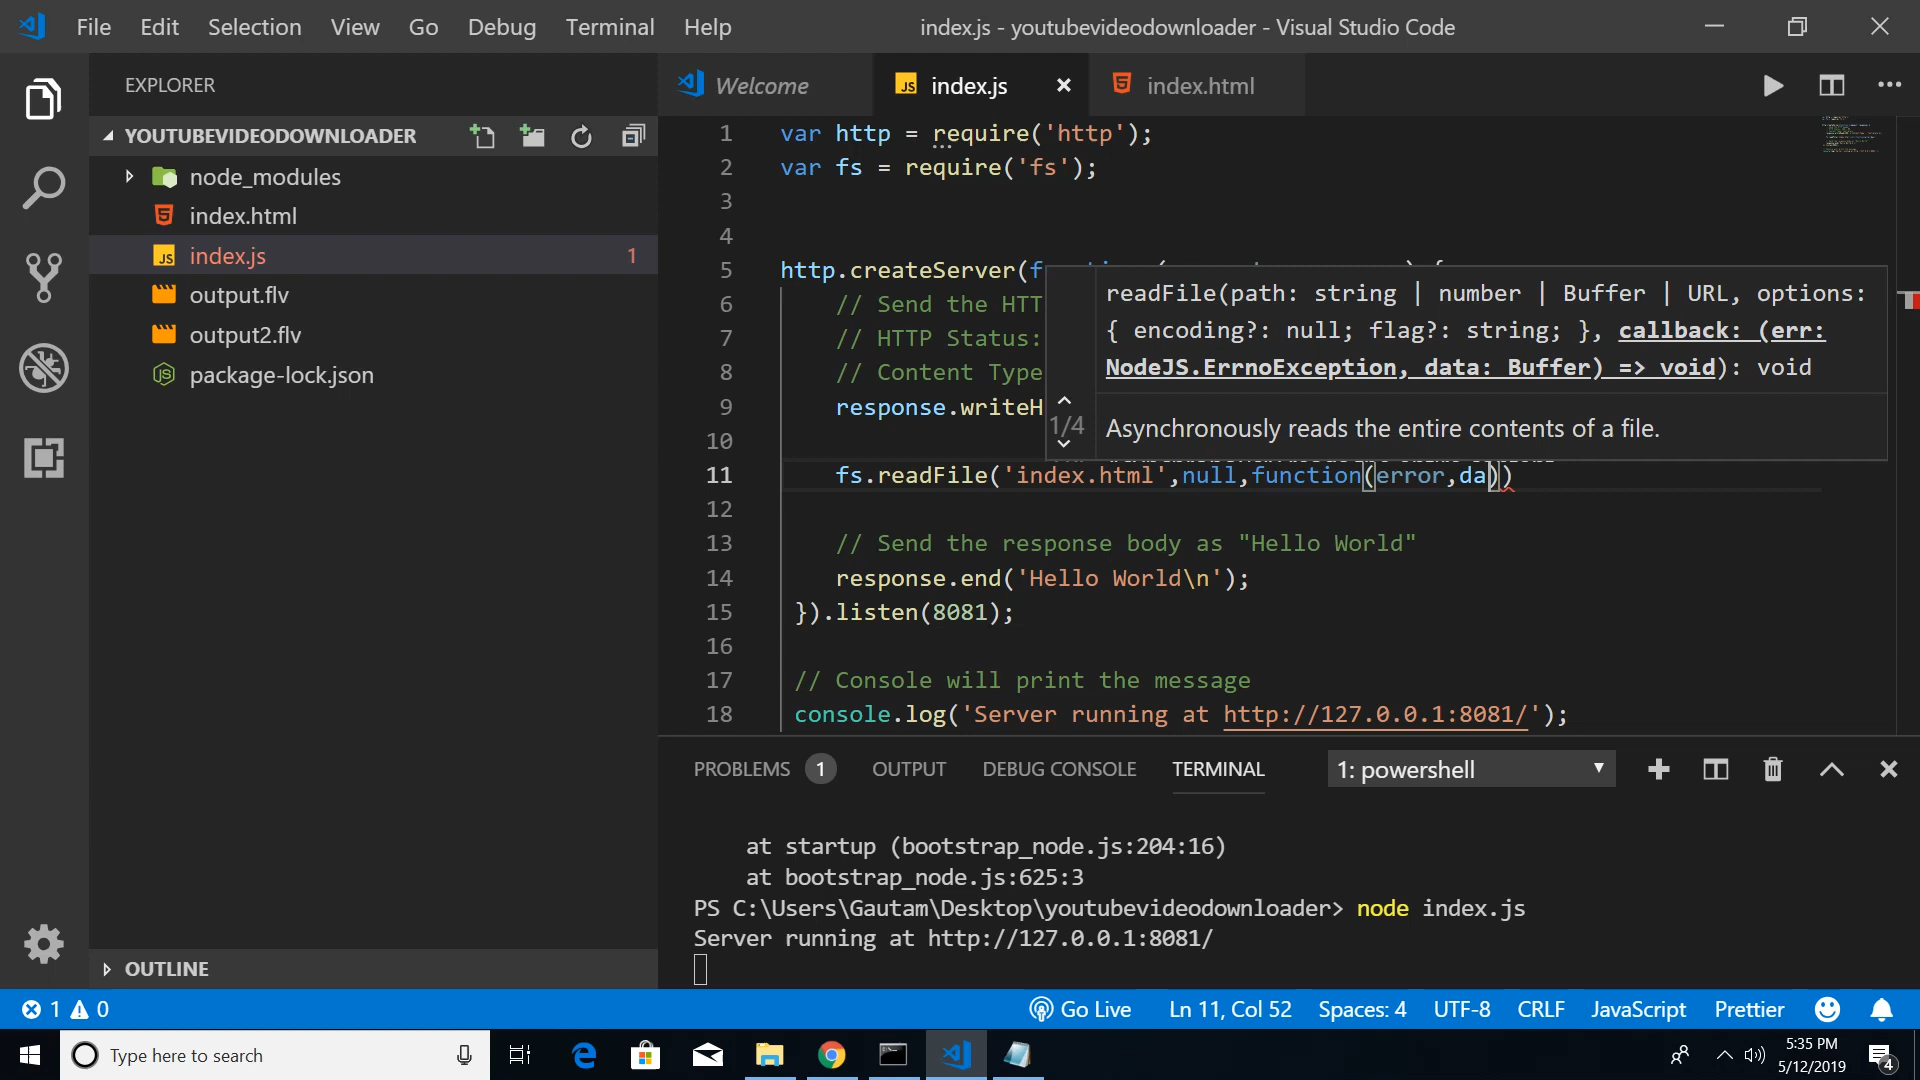 File Edit Selection View Go Debug Terminal Help
index.js - youtubevideodownloader - Visual Studio Code
EXPLORER
YOUTUBEVIDEODOWNLOADER
node_modules
index.html
JS index.js 1
output.flv
output2.flv
package-lock.json
OUTLINE
Welcome
JS index.js
index.html
1 var http = require('http');
2 var fs = require('fs');
3
4
5 http.createServer(f
6 // Send the HTT
7 // HTTP Status:
8 // Content Type
9 response.writeH
10
11 fs.readFile('index.html',null,function(error,da))
12
13 // Send the response body as "Hello World"
14 response.end('Hello World\n');
15 }).listen(8081);
16
17 // Console will print the message
18 console.log('Server running at http://127.0.0.1:8081/');
readFile(path: string | number | Buffer | URL, options:
{ encoding?: null; flag?: string; }, callback: (err:
NodeJS.ErrnoException, data: Buffer) => void): void
1/4
Asynchronously reads the entire contents of a file.
PROBLEMS 1 OUTPUT DEBUG CONSOLE TERMINAL 1: powershell
at startup (bootstrap_node.js:204:16)
at bootstrap_node.js:625:3
PS C:\Users\Gautam\Desktop\youtubevideodownloader> node index.js
Server running at http://127.0.0.1:8081/
1 0 Go Live Ln 11, Col 52 Spaces: 4 UTF-8 CRLF JavaScript Prettier
Type here to search
5:35 PM
5/12/2019
4